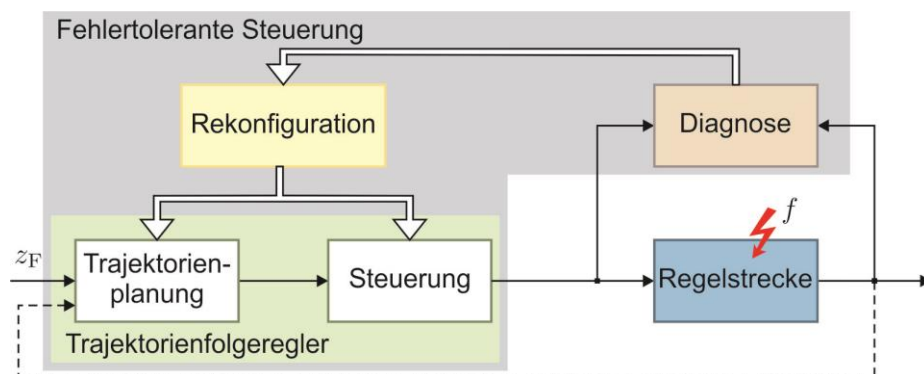 Fehlertolerante Steuerung
Rekonfiguration
Diagnose
f
z_F
Trajektorien-
planung
Steuerung
Regelstrecke
Trajektorienfolgeregler